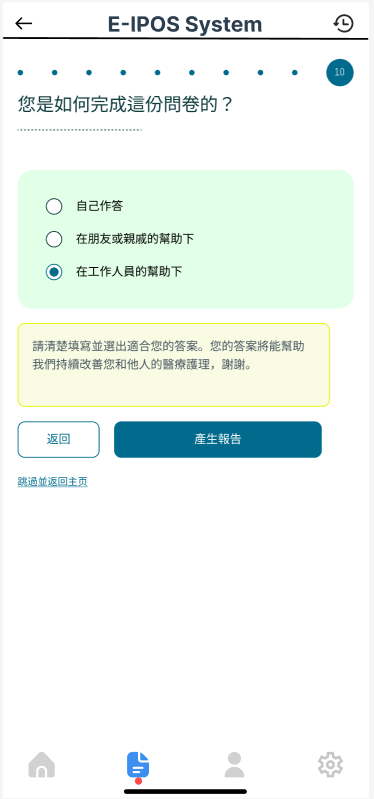 E-IPOS System
10
您是如何完成這份問卷的？
自己作答
在朋友或親戚的幫助下
在工作人員的幫助下
請清楚填寫並選出適合您的答案。您的答案將能幫助
我們持續改善您和他人的醫療護理，謝謝。
返回
產生報告
跳過並返回主页